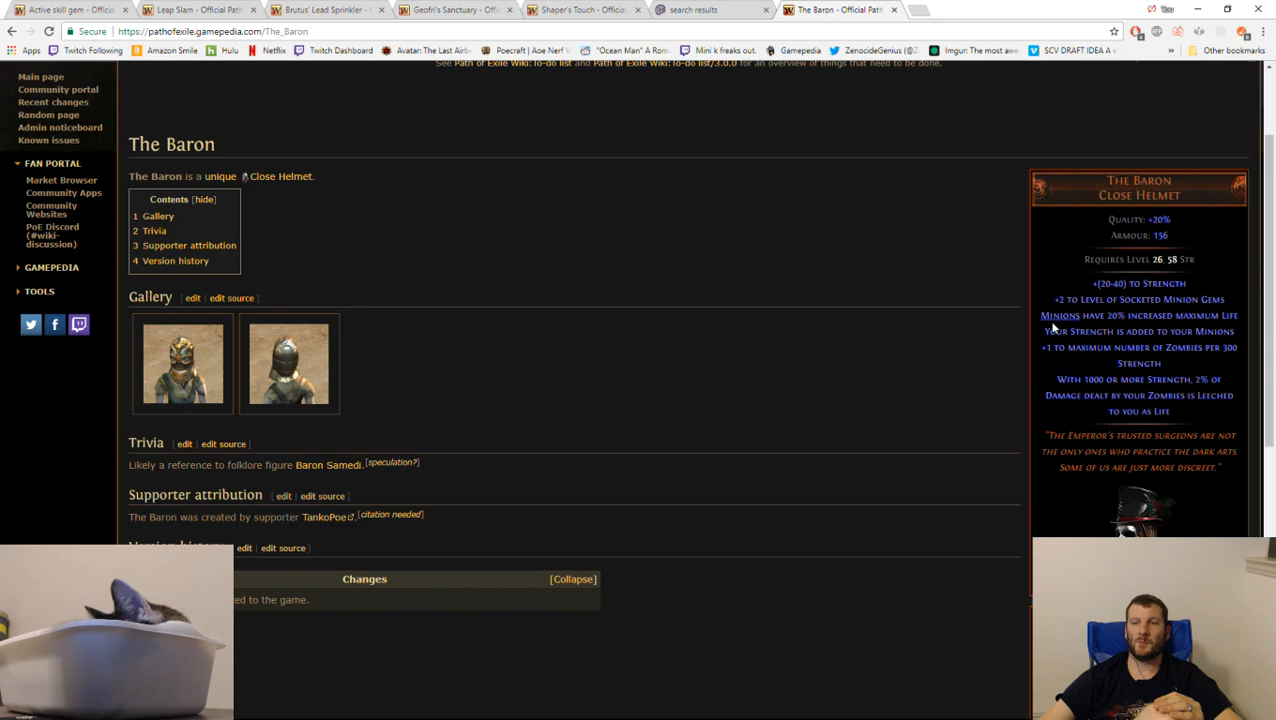 Active skill gem - Offici
Leap Slam - Official Path
Brutus' Lead Sprinkler - 
Geofri's Sanctuary - Offi
Shaper's Touch - Official
search results
The Baron - Official Path
Secure https://pathofexile.gamepedia.com/The_Baron
Apps Twitch Following Amazon Smile Hulu Netflix Twitch Dashboard Avatar: The Last Airb Poecraft | Aoe Nerf V "Ocean Man" A Rom Mini k freaks out. Gamepedia ZenocideGenius (@Z Imgur: The most awe SCV DRAFT IDEA A v » Other bookmarks
Main page
Community portal
Recent changes
Random page
Admin noticeboard
Known issues
FAN PORTAL
Market Browser
Community Apps
Community
Websites
PoE Discord
(#wiki-
discussion)
GAMEPEDIA
TOOLS
See Path of Exile Wiki:To-do list and Path of Exile Wiki:To-do list/3.0.0 for an overview of things that need to be done.
The Baron
The Baron is a unique Close Helmet.
Contents [hide]
1 Gallery
2 Trivia
3 Supporter attribution
4 Version history
Gallery [ edit | edit source ]
Trivia [ edit | edit source ]
Likely a reference to folklore figure Baron Samedi.[speculation?]
Supporter attribution [ edit | edit source ]
The Baron was created by supporter TankoPoe.[citation needed]
edit | edit source ]
Changes [Collapse]
ed to the game.
The Baron
Close Helmet
Quality: +20%
Armour: 156
Requires Level 26, 58 Str
+(20-40) to Strength
+2 to Level of Socketed Minion Gems
Minions have 20% increased maximum Life
Your Strength is added to your Minions
+1 to maximum number of Zombies per 300
Strength
With 1000 or more Strength, 2% of
Damage dealt by your Zombies is Leeched
to you as Life
"The Emperor's trusted surgeons are not
the only ones who practice the dark arts.
Some of us are just more discreet."